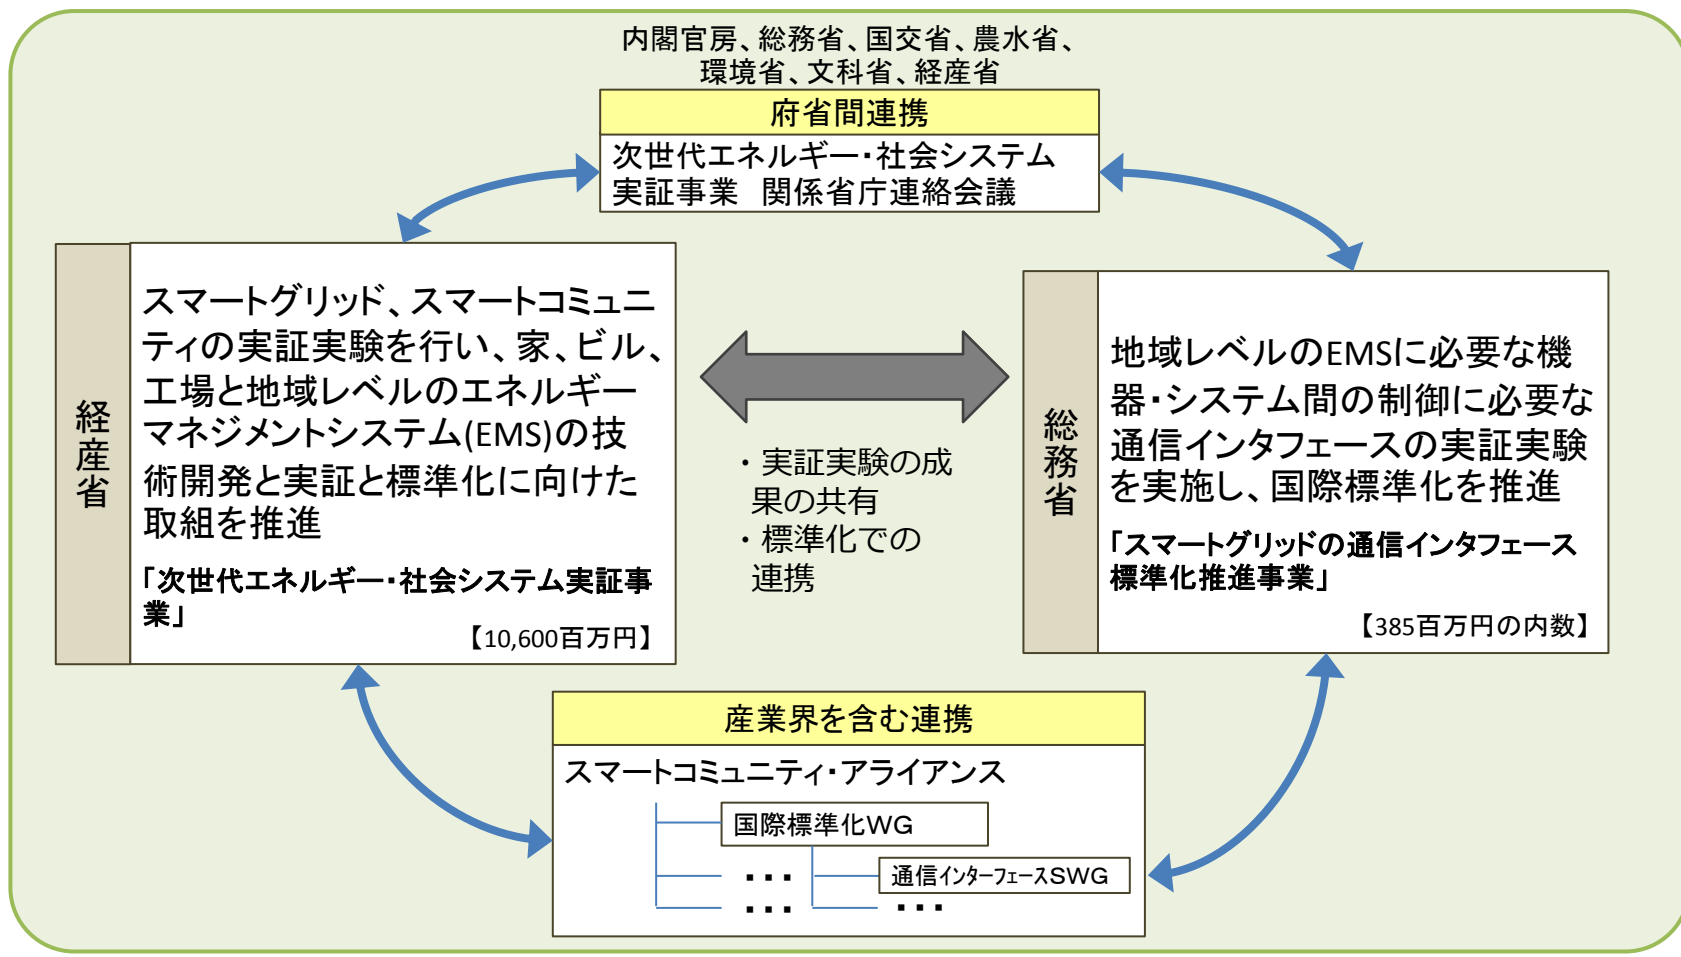 内閣官房、総務省、国交省、農水省、
環境省、文科省、経産省
府省間連携
次世代エネルギー・社会システム
実証事業　関係省庁連絡会議
経産省
スマートグリッド、スマートコミュニ
ティの実証実験を行い、家、ビル、
工場と地域レベルのエネルギー
マネジメントシステム(EMS)の技
術開発と実証と標準化に向けた
取組を推進
「次世代エネルギー・社会システム実証事
業」
【10,600百万円】
・実証実験の成
果の共有
・標準化での
連携
総務省
地域レベルのEMSに必要な機
器・システム間の制御に必要な
通信インタフェースの実証実験
を実施し、国際標準化を推進
「スマートグリッドの通信インタフェース
標準化推進事業」
【385百万円の内数】
産業界を含む連携
スマートコミュニティ・アライアンス
国際標準化WG
・・・
通信インターフェースSWG
・・・
・・・